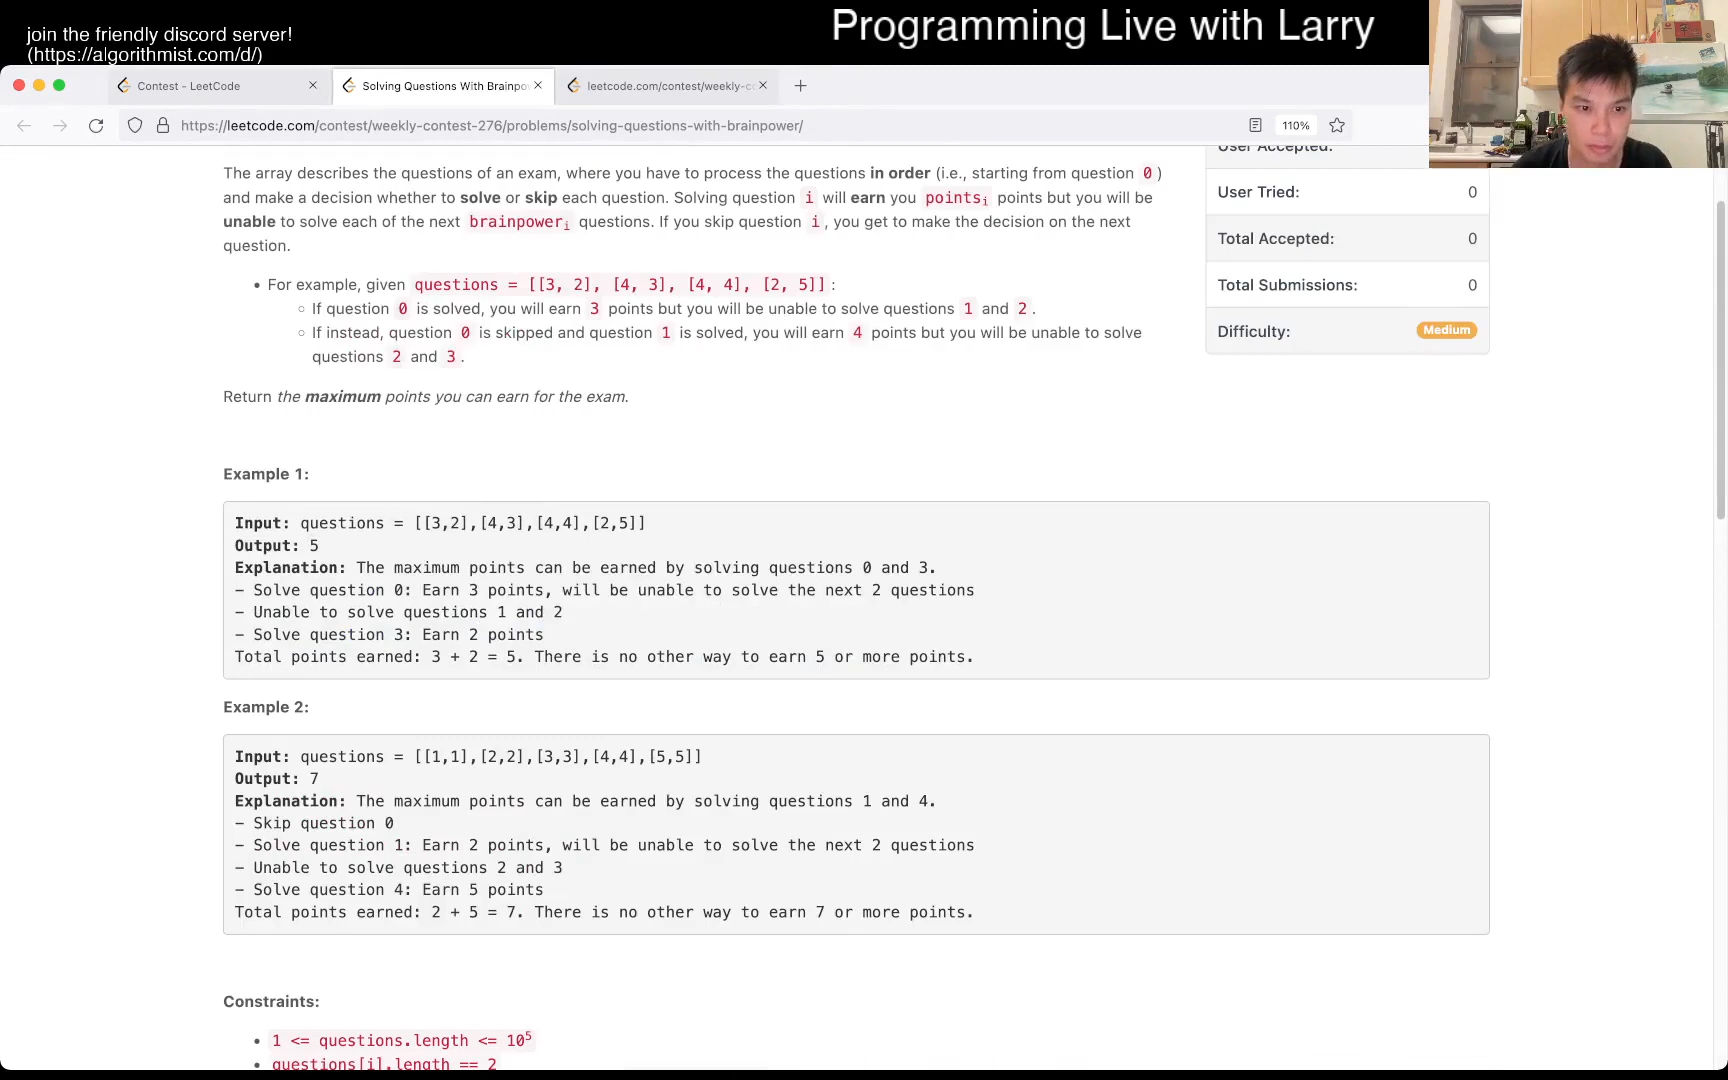 join the friendly discord server!
(https://algorithmist.com/d/)
Programming Live with Larry
Contest - LeetCode
Solving Questions With Brainpo
leetcode.com/contest/weekly-cc
https://leetcode.com/contest/weekly-contest-276/problems/solving-questions-with-brainpower/
110%
The array describes the questions of an exam, where you have to process the questions in order (i.e., starting from question 0 )
and make a decision whether to solve or skip each question. Solving question i will earn you pointsi points but you will be
unable to solve each of the next brainpoweri questions. If you skip question i, you get to make the decision on the next
question.
• For example, given questions = [[3, 2], [4, 3], [4, 4], [2, 5]]:
○ If question 0 is solved, you will earn 3 points but you will be unable to solve questions 1 and 2.
○ If instead, question 0 is skipped and question 1 is solved, you will earn 4 points but you will be unable to solve
questions 2 and 3.
Return the maximum points you can earn for the exam.
User Accepted:
User Tried: 0
Total Accepted: 0
Total Submissions: 0
Difficulty: Medium
Example 1:
Input: questions = [[3,2],[4,3],[4,4],[2,5]]
Output: 5
Explanation: The maximum points can be earned by solving questions 0 and 3.
- Solve question 0: Earn 3 points, will be unable to solve the next 2 questions
- Unable to solve questions 1 and 2
- Solve question 3: Earn 2 points
Total points earned: 3 + 2 = 5. There is no other way to earn 5 or more points.
Example 2:
Input: questions = [[1,1],[2,2],[3,3],[4,4],[5,5]]
Output: 7
Explanation: The maximum points can be earned by solving questions 1 and 4.
- Skip question 0
- Solve question 1: Earn 2 points, will be unable to solve the next 2 questions
- Unable to solve questions 2 and 3
- Solve question 4: Earn 5 points
Total points earned: 2 + 5 = 7. There is no other way to earn 7 or more points.
Constraints:
• 1 <= questions.length <= 10⁵
• questions[i].length == 2